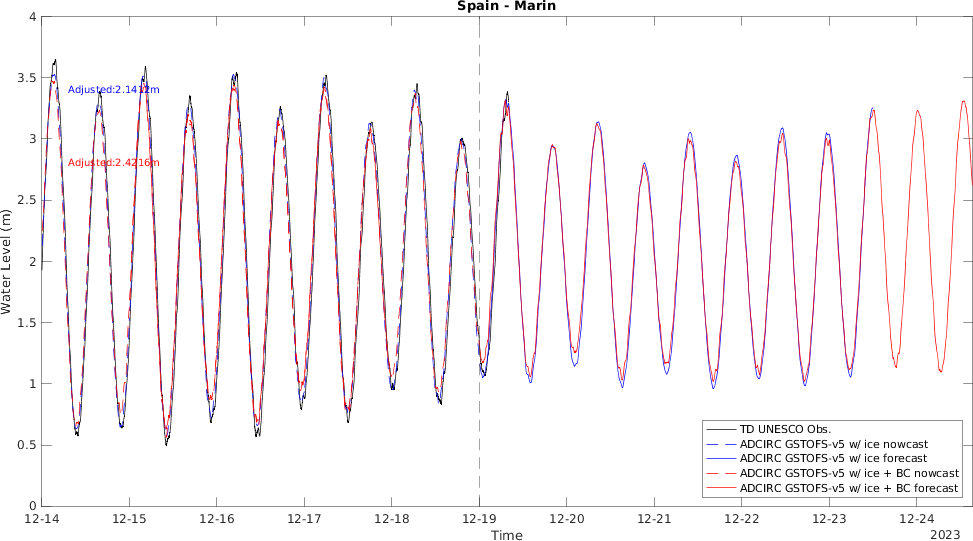 Spain - Marin
4
3.5
3
2.5
2
1.5
1
0.5
0
Water Level (m)
Adjusted:2.1412m
Adjusted:2.4216m
TD UNESCO Obs.
ADCIRC GSTOFS-v5 w/ ice nowcast
ADCIRC GSTOFS-v5 w/ ice forecast
ADCIRC GSTOFS-v5 w/ ice + BC nowcast
ADCIRC GSTOFS-v5 w/ ice + BC forecast
12-14 12-15 12-16 12-17 12-18 12-19 12-20 12-21 12-22 12-23 12-24
2023
Time